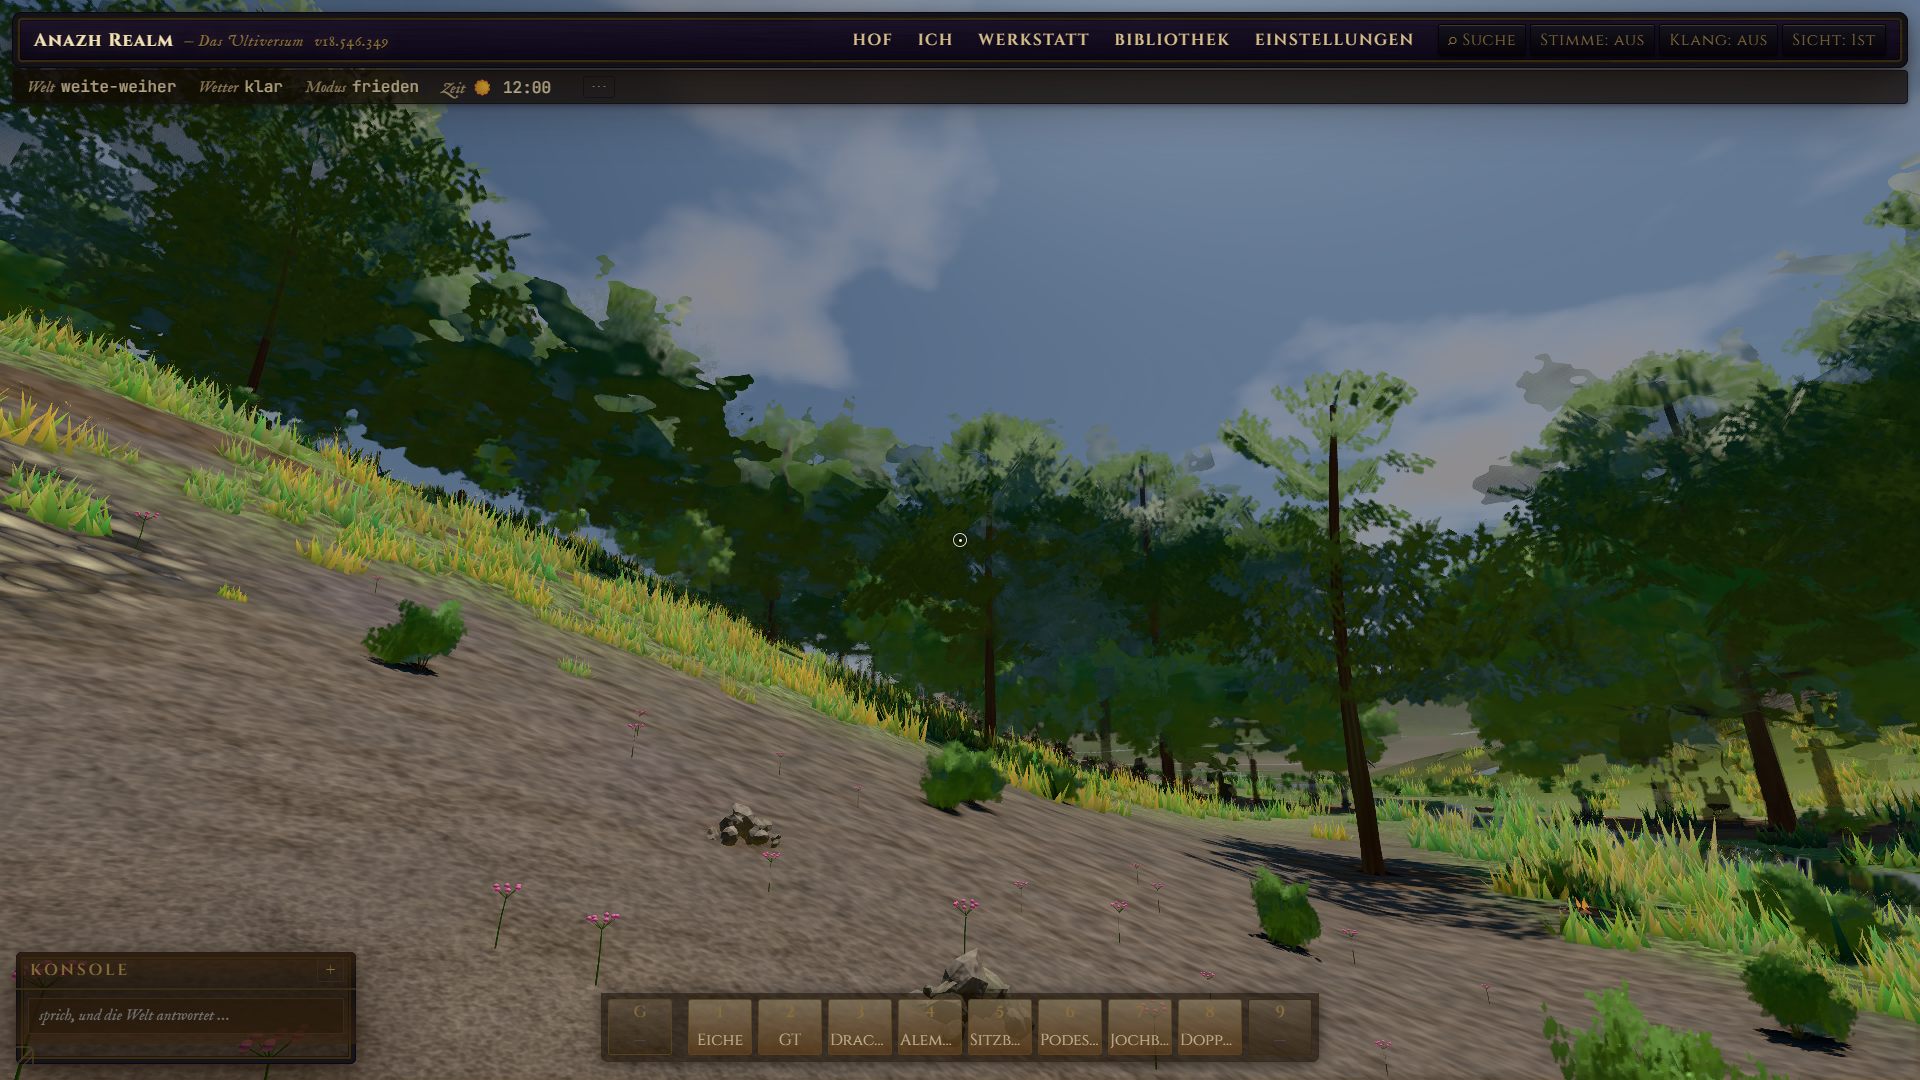 Anazh Realm — Das Ultiversum v18.546.349 HOF ICH WERKSTATT BIBLIOTHEK EINSTELLUNGEN SUCHE STIMME: AUS KLANG: AUS SICHT: IST
Welt weite-weiher Wetter klar Modus frieden Zeit 12:00 ...
KONSOLE +
sprich, und die Welt antwortet ...
G 1 2 3 4 5 6 7 8 9
EICHE GT DRAC... ALEM... SITZB... PODES... JOCHB... DOPP...